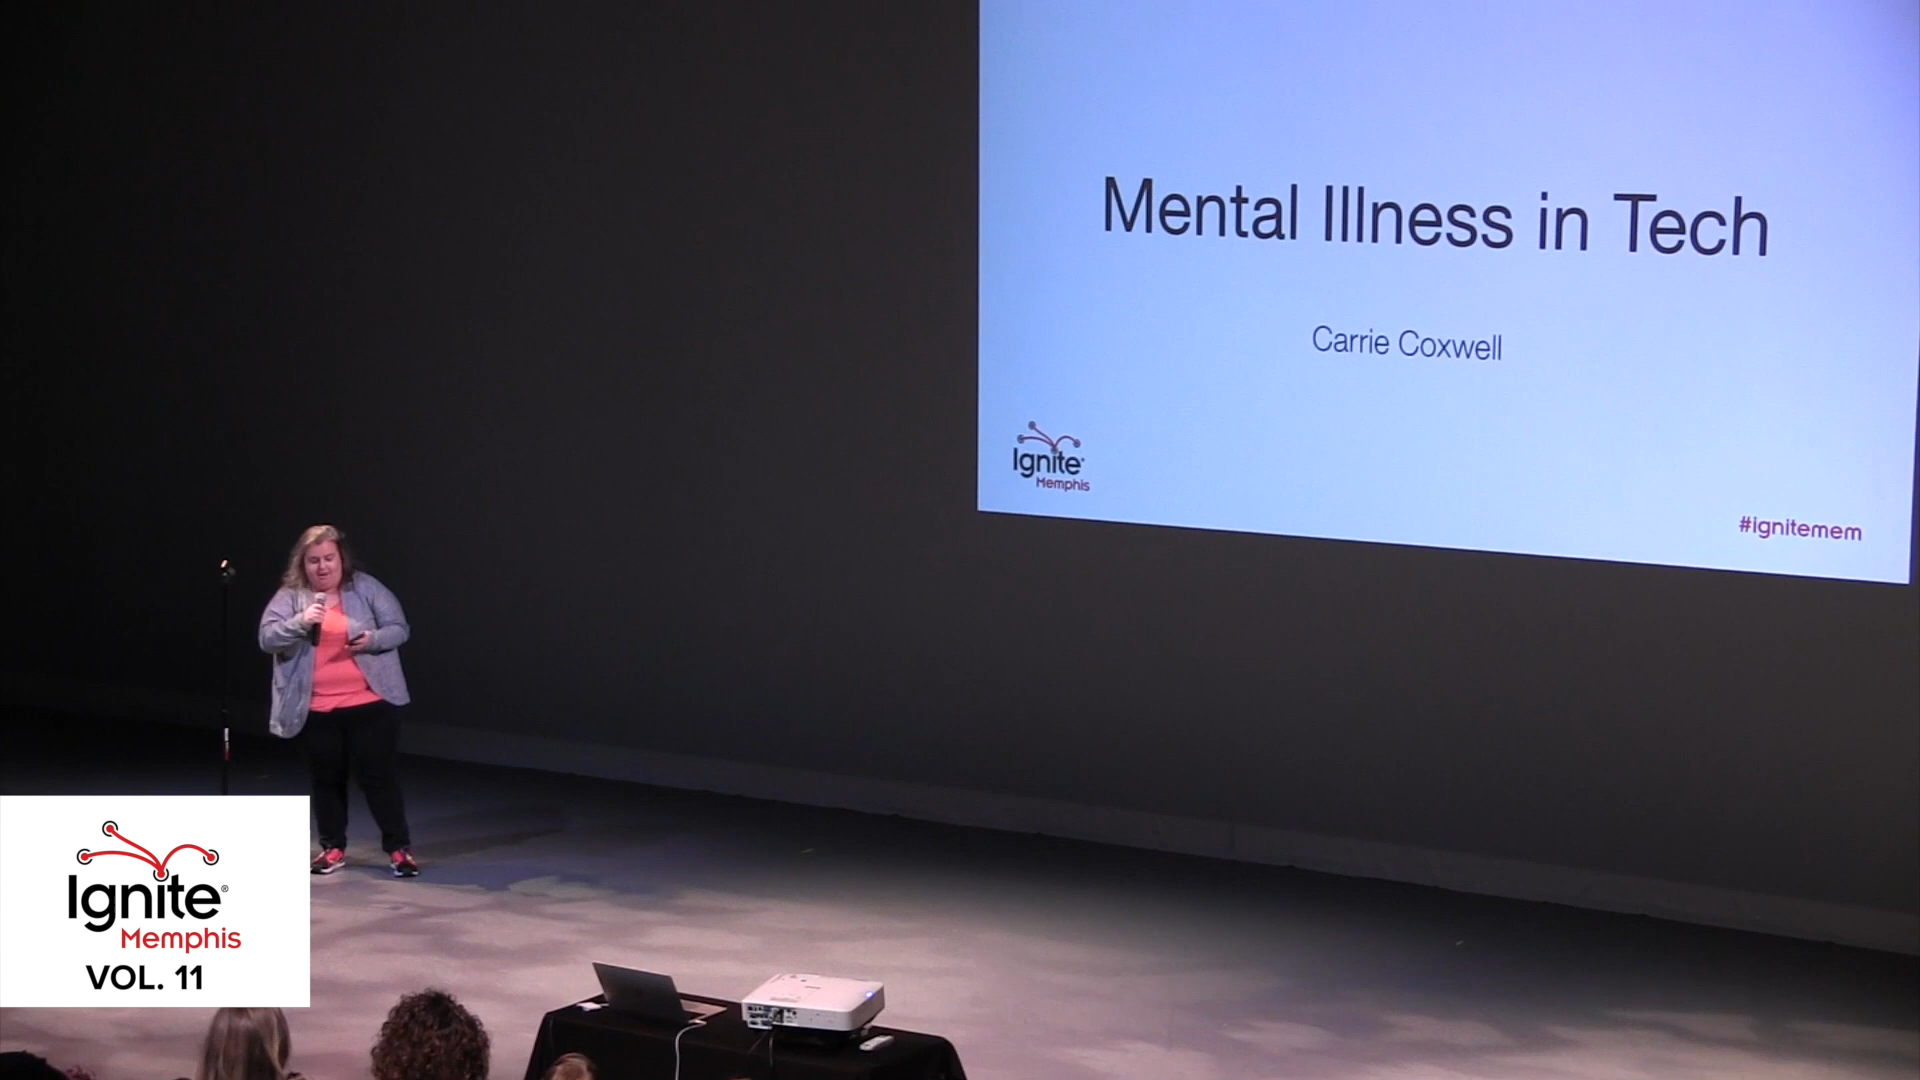 Mental Illness in Tech
Carrie Coxwell
Ignite
Memphis
#ignitemem
Ignite®
Memphis
VOL. 11